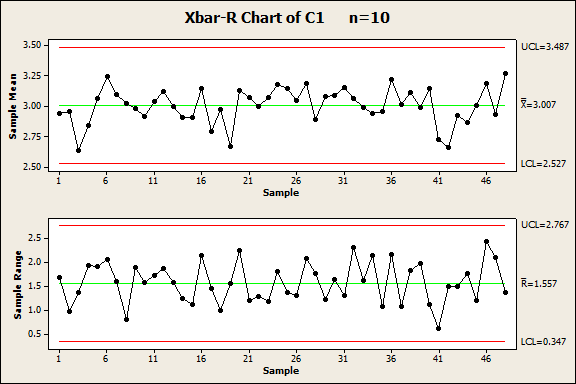 Xbar-R Chart of C1 n=10
Sample Mean
3.50
3.25
3.00
2.75
2.50
UCL=3.487
X̿=3.007
LCL=2.527
1 6 11 16 21 26 31 36 41 46
Sample
Sample Range
2.5
2.0
1.5
1.0
0.5
UCL=2.767
R̄=1.557
LCL=0.347
1 6 11 16 21 26 31 36 41 46
Sample